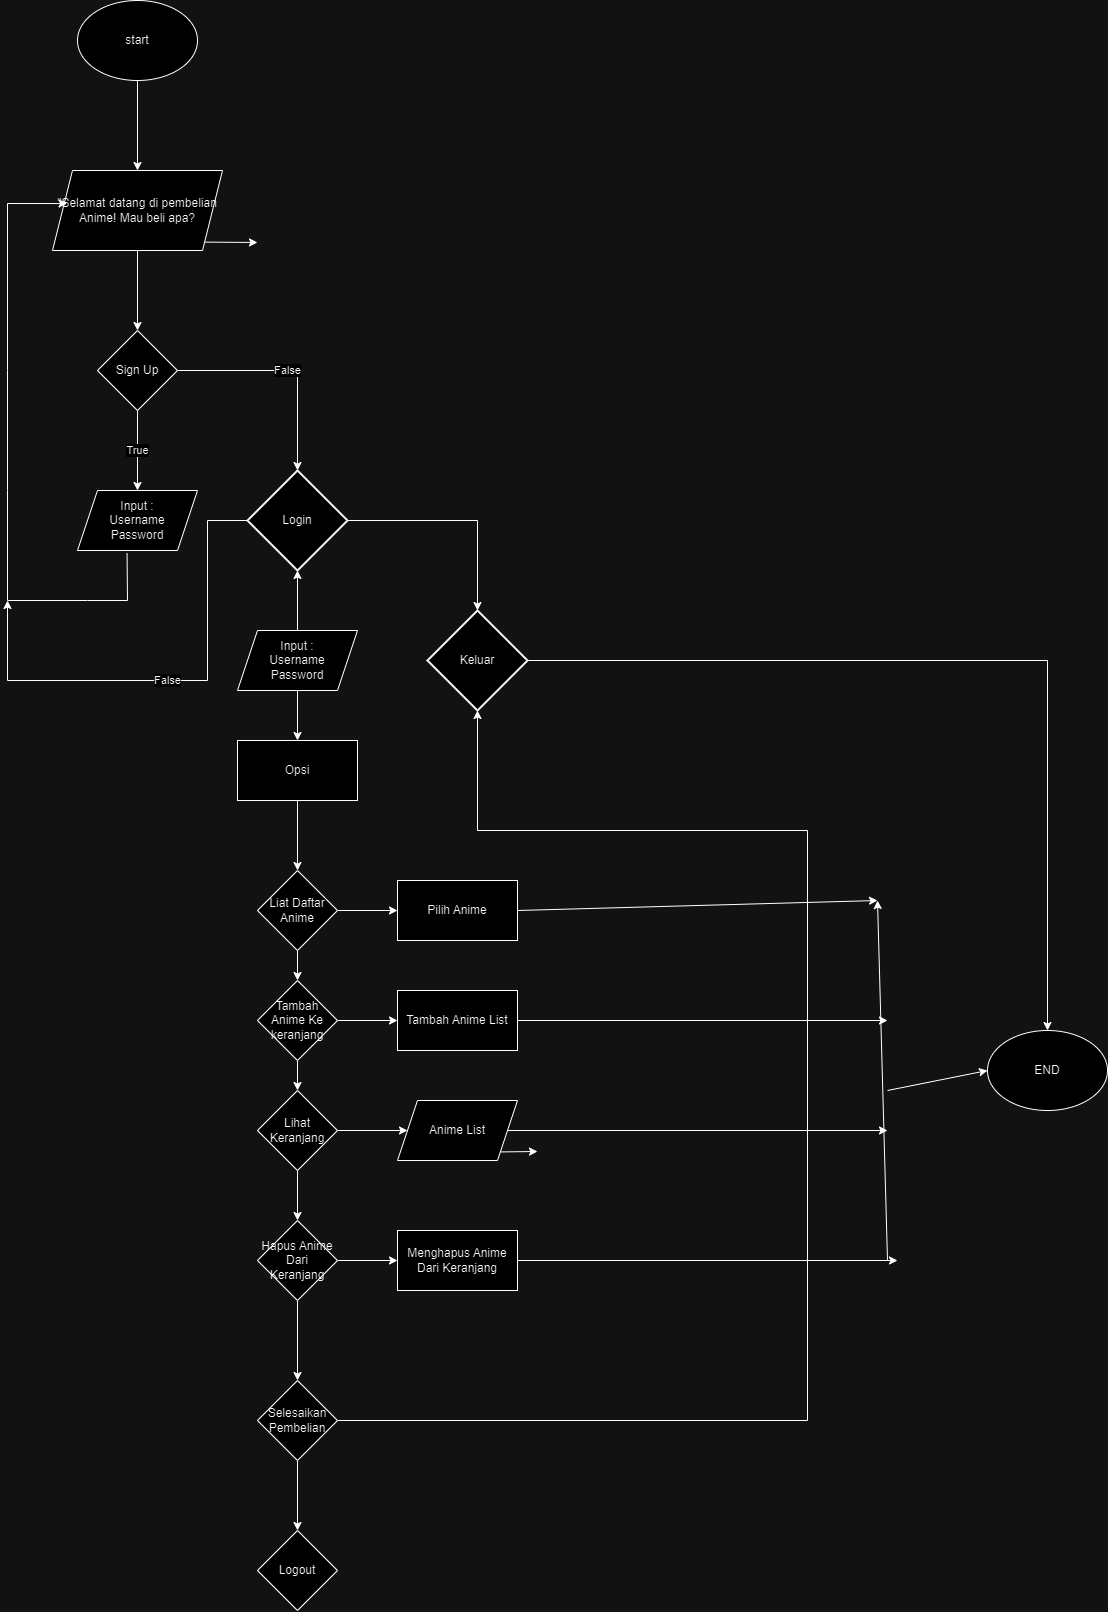 start
"Selamat datang di pembelian
Anime! Mau beli apa?
Sign Up
False
True
Input :
Username
Password
Login
False
Input :
Username
Password
Keluar
Opsi
Liat Daftar
Anime
Pilih Anime
Tambah
Anime Ke
keranjang
Tambah Anime List
END
Lihat
Keranjang
Anime List
Hapus Anime
Dari
Keranjang
Menghapus Anime
Dari Keranjang
Selesaikan
Pembelian
Logout